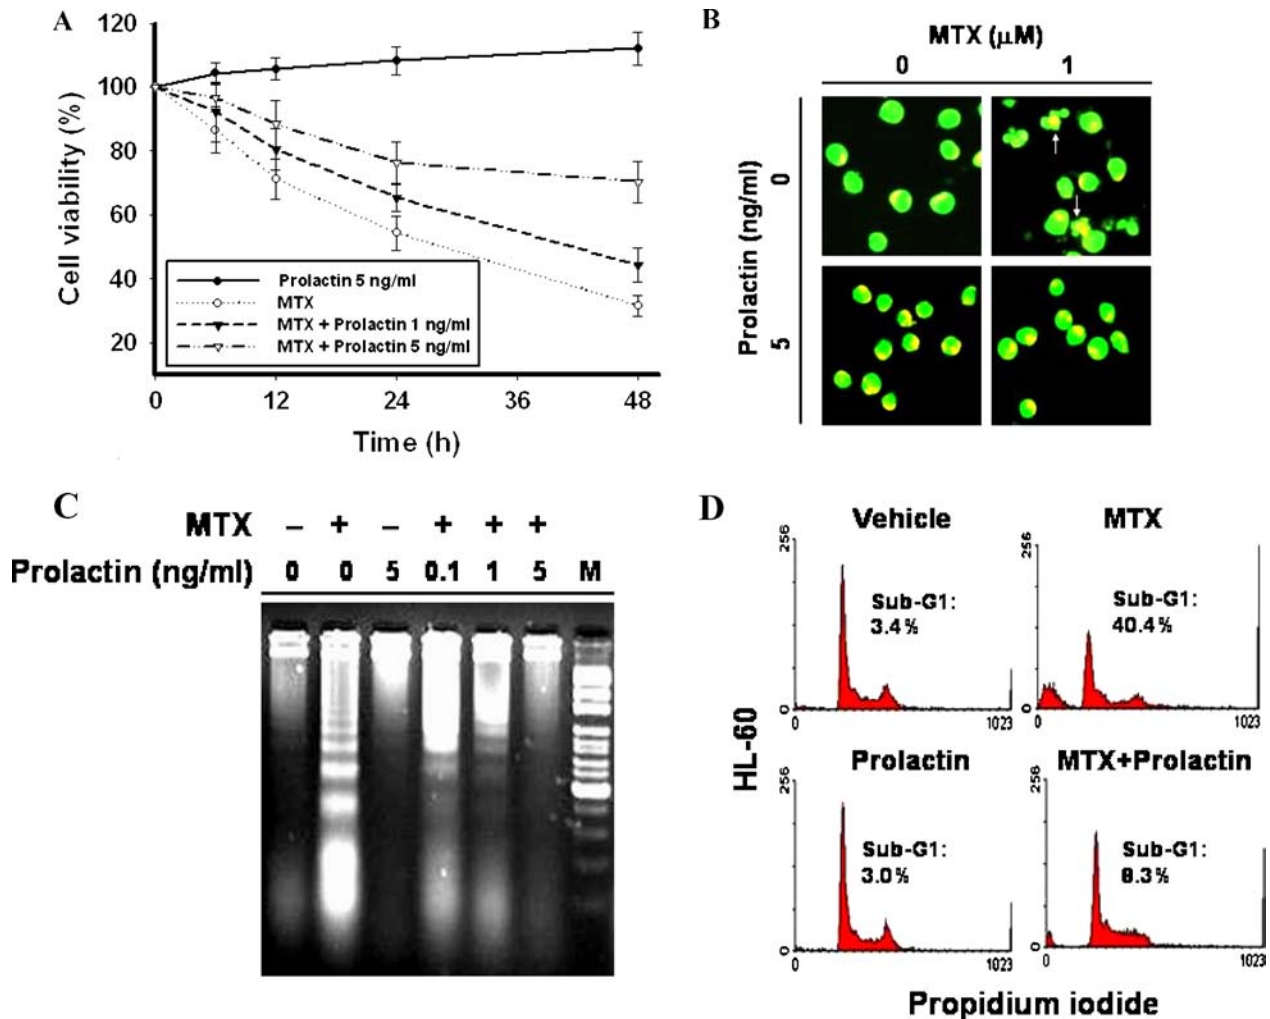 A
120
100
80
60
40
20
Cell viability (%)
Prolactin 5 ng/ml
MTX
MTX + Prolactin 1 ng/ml
MTX + Prolactin 5 ng/ml
0 12 24 36 48
Time (h)
B
MTX (μM)
0 1
Prolactin (ng/ml)
0
5
C
MTX – + – + + +
Prolactin (ng/ml) 0 0 5 0.1 1 5 M
D
HL-60
Vehicle
256
Sub-G1:
3.4%
0
0 1023
MTX
256
Sub-G1:
40.4%
0
0 1023
Prolactin
256
Sub-G1:
3.0%
0
0 1023
MTX+Prolactin
256
Sub-G1:
8.3%
0
0 1023
Propidium iodide